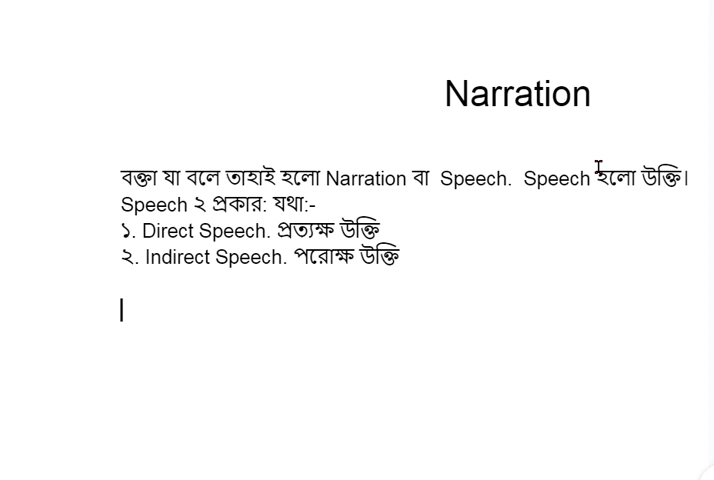 Narration
বক্তা যা বলে তাহাই হলো Narration বা  Speech.  Speech হলো উক্তি।
Speech ২ প্রকার: যথা:-
১. Direct Speech. প্রত্যক্ষ উক্তি
২. Indirect Speech. পরোক্ষ উক্তি